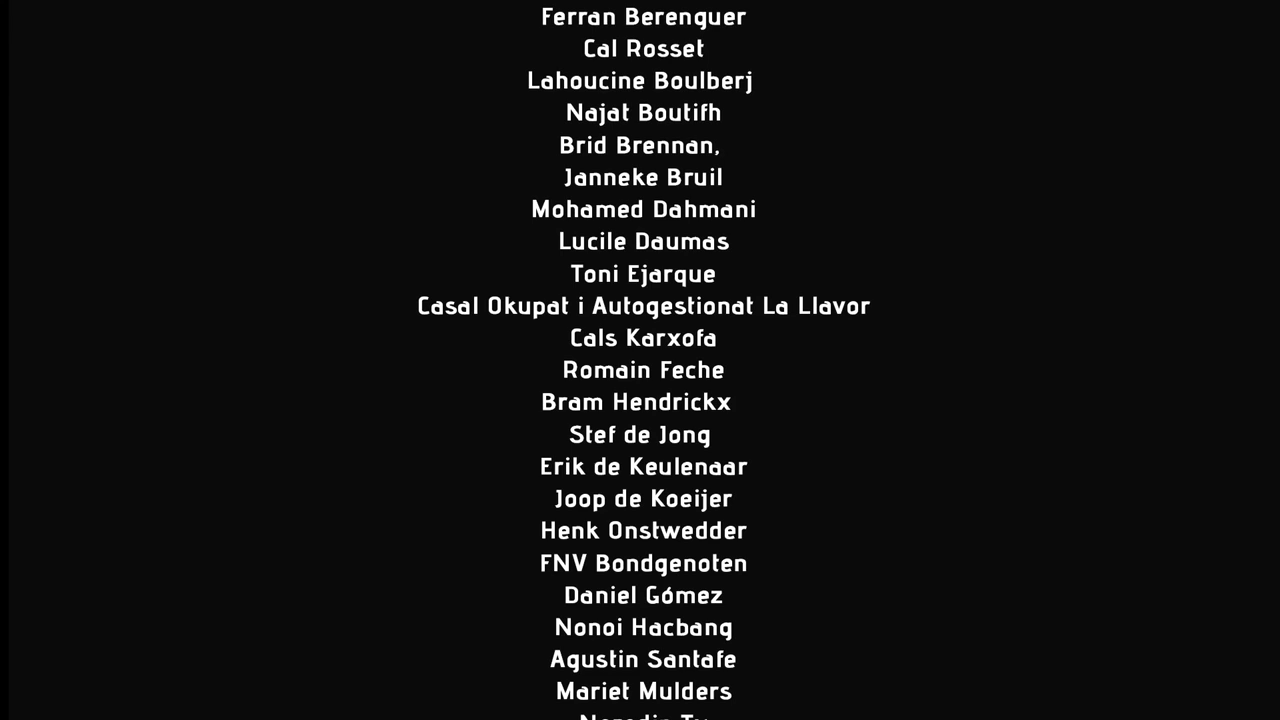 Ferran Berenguer
Cal Rosset
Lahoucine Boulberj
Najat Boutifh
Brid Brennan,
Janneke Bruil
Mohamed Dahmani
Lucile Daumas
Toni Ejarque
Casal Okupat i Autogestionat La Llavor
Cals Karxofa
Romain Feche
Bram Hendrickx
Stef de Jong
Erik de Keulenaar
Joop de Koeijer
Henk Onstwedder
FNV Bondgenoten
Daniel Gómez
Nonoi Hacbang
Agustin Santafe
Mariet Mulders